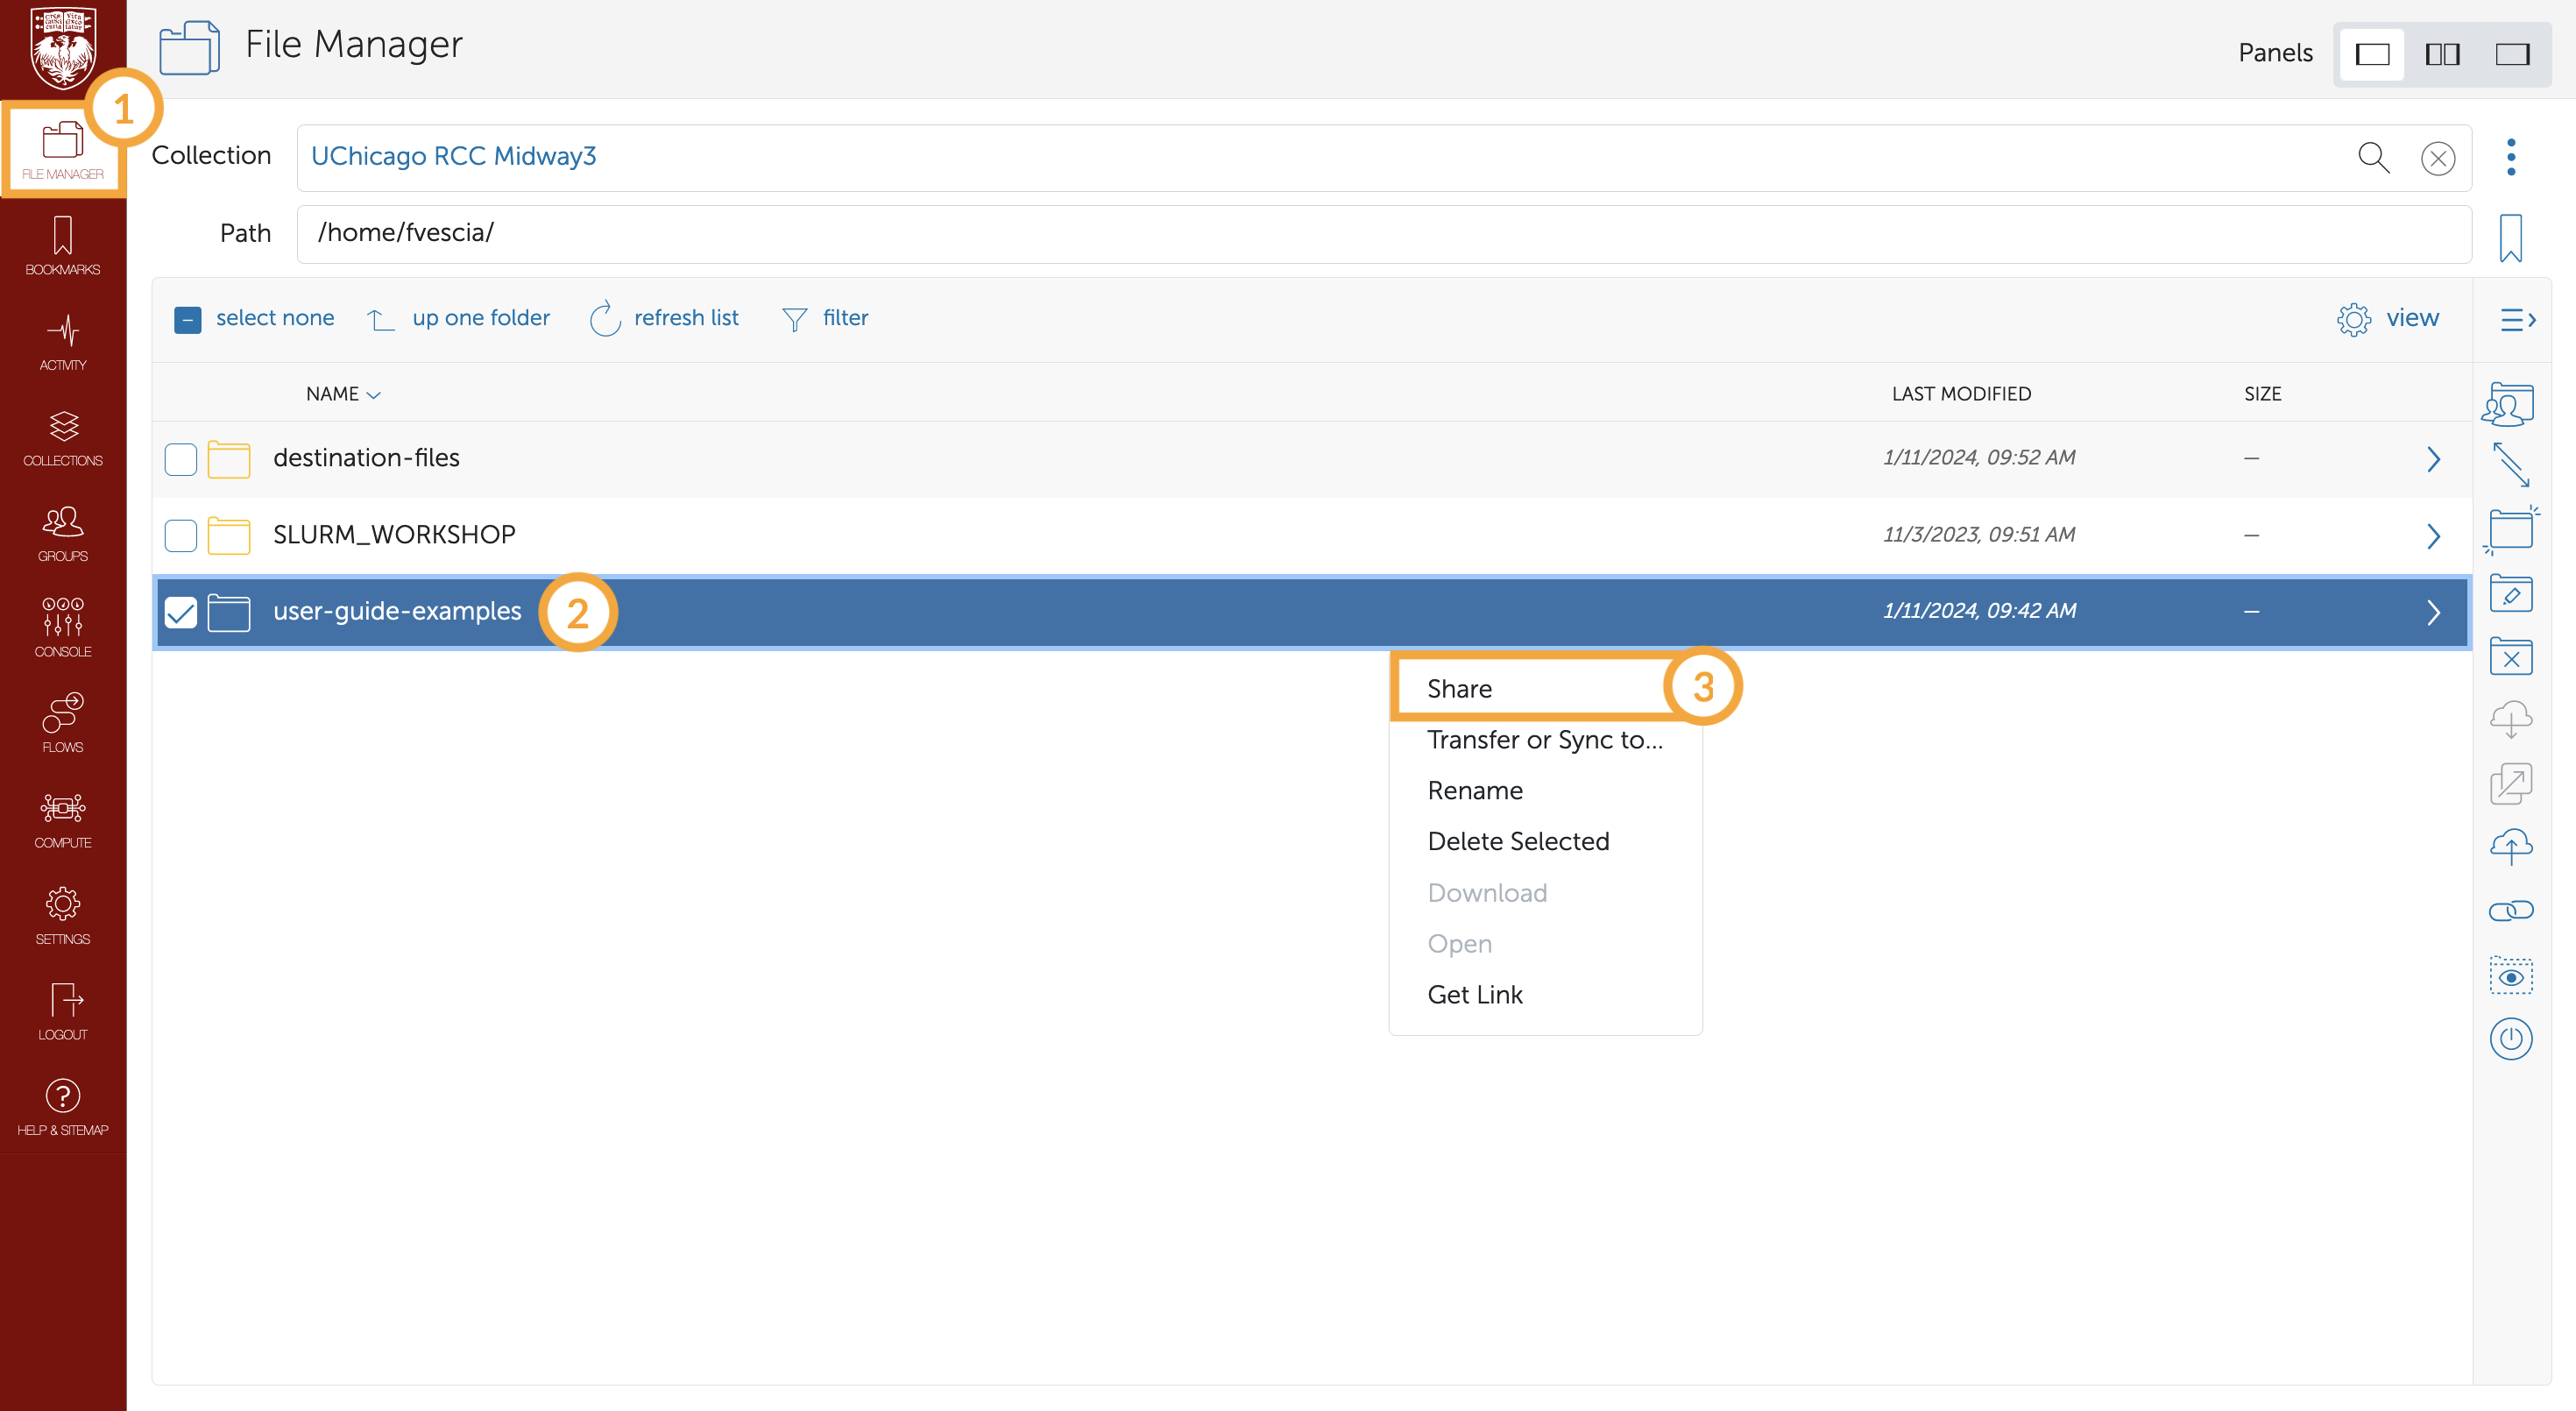 File Manager
Panels
1
FILE MANAGER
Collection
UChicago RCC Midway3
Path
/home/fvescia/
BOOKMARKS
select none
up one folder
refresh list
filter
view
ACTIVITY
NAME
LAST MODIFIED
SIZE
COLLECTIONS
destination-files
1/11/2024, 09:52 AM
—
GROUPS
SLURM_WORKSHOP
11/3/2023, 09:51 AM
—
CONSOLE
user-guide-examples
2
1/11/2024, 09:42 AM
—
Share
3
Transfer or Sync to...
Rename
Delete Selected
Download
Open
Get Link
FLOWS
COMPUTE
SETTINGS
LOGOUT
HELP & SITEMAP